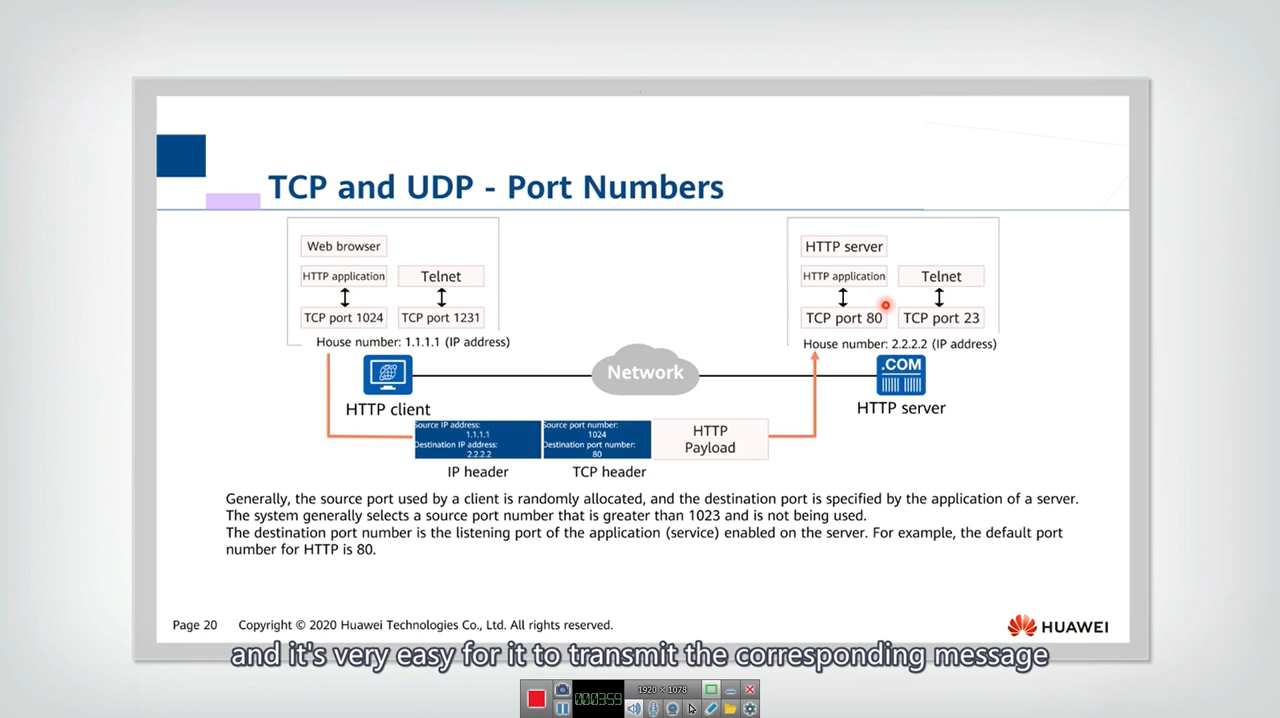 TCP and UDP - Port Numbers
Web browser
HTTP application
Telnet
TCP port 1024
TCP port 1231
House number: 1.1.1.1 (IP address)
HTTP client
Network
HTTP server
HTTP application
Telnet
TCP port 80
TCP port 23
House number: 2.2.2.2 (IP address)
.COM
HTTP server
Source IP address:
1.1.1.1
Destination IP address:
2.2.2.2
IP header
Source port number:
1024
Destination port number:
80
TCP header
HTTP
Payload
Generally, the source port used by a client is randomly allocated, and the destination port is specified by the application of a server.
The system generally selects a source port number that is greater than 1023 and is not being used.
The destination port number is the listening port of the application (service) enabled on the server. For example, the default port
number for HTTP is 80.
Page 20
Copyright © 2020 Huawei Technologies Co., Ltd. All rights reserved.
HUAWEI
and it's very easy for it to transmit the corresponding message
000359
1920 × 1078